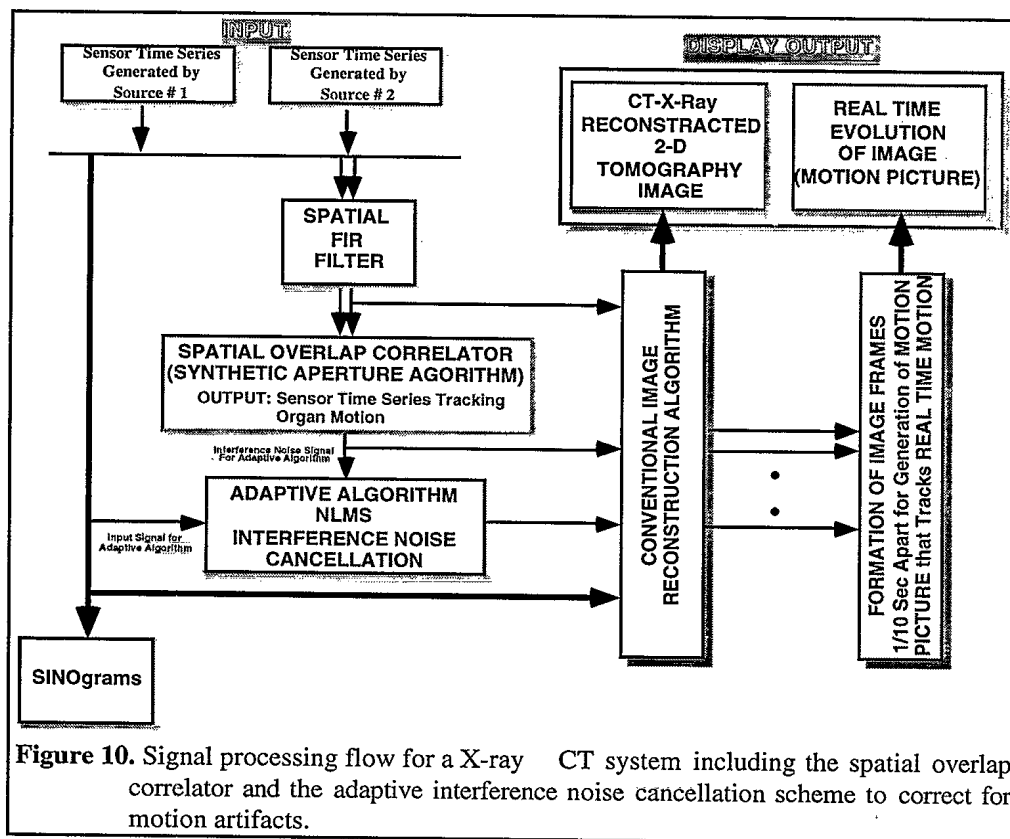 INPUT
Sensor Time Series
Generated by
Source # 1
Sensor Time Series
Generated by
Source # 2
DISPLAY OUTPUT
CT-X-Ray
RECONSTRACTED
2-D
TOMOGRAPHY
IMAGE
REAL TIME
EVOLUTION
OF IMAGE
(MOTION PICTURE)
SPATIAL
FIR
FILTER
SPATIAL OVERLAP CORRELATOR
(SYNTHETIC APERTURE AGORITHM)
OUTPUT: Sensor Time Series Tracking
Organ Motion
Interference Noise Signal
For Adaptive Algorithm
ADAPTIVE ALGORITHM
NLMS
INTERFERENCE NOISE
CANCELLATION
Input Signal for
Adaptive Algorithm
CONVENTIONAL IMAGE
RECONSTRUCTION ALGORITHM
FORMATION OF IMAGE FRAMES
1/10 Sec Apart for Generation of MOTION
PICTURE that Tracks REAL TIME MOTION
SINOgrams
Figure 10. Signal processing flow for a X-ray CT system including the spatial overlap
correlator and the adaptive interference noise cancellation scheme to correct for
motion artifacts.